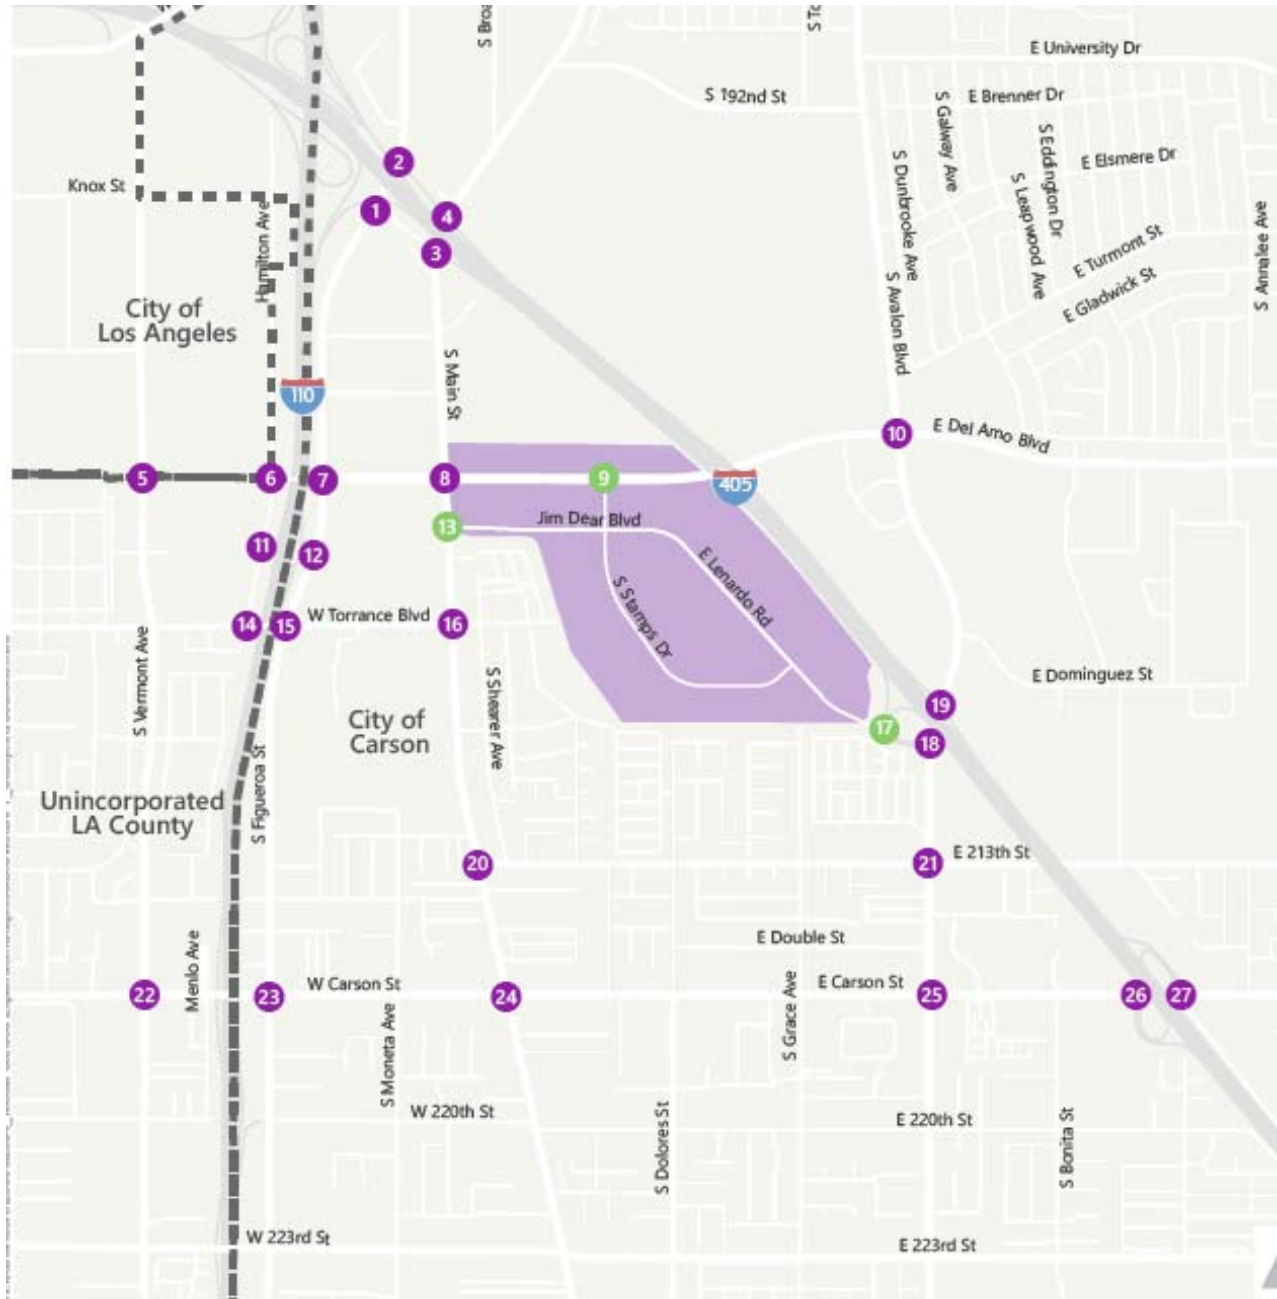 S Broa
S To
E University Dr
S 192nd St
E Brenner Dr
S Galway Ave
S Eddington Dr
E Elsmere Dr
S Dunbrooke Ave
S Leapwood Ave
2
Knox St
1
4
Hamilton Ave
3
S Annalee Ave
E Turmont St
E Gladwick St
City of
Los Angeles
S Avalon Blvd
110
S Main St
10
E Del Amo Blvd
5
6
7
8
9
405
13
Jim Dear Blvd
11
12
E Lenardo Rd
S Stamps Dr
14
15
W Torrance Blvd
16
S Vermont Ave
S Shearer Ave
E Dominguez St
City of
Carson
19
17
18
S Figueroa St
Unincorporated
LA County
20
21
E 213th St
E Double St
Menlo Ave
22
23
W Carson St
24
S Grace Ave
E Carson St
25
26
27
S Moneta Ave
W 220th St
E 220th St
S Dolores St
S Bonita St
W 223rd St
E 223rd St